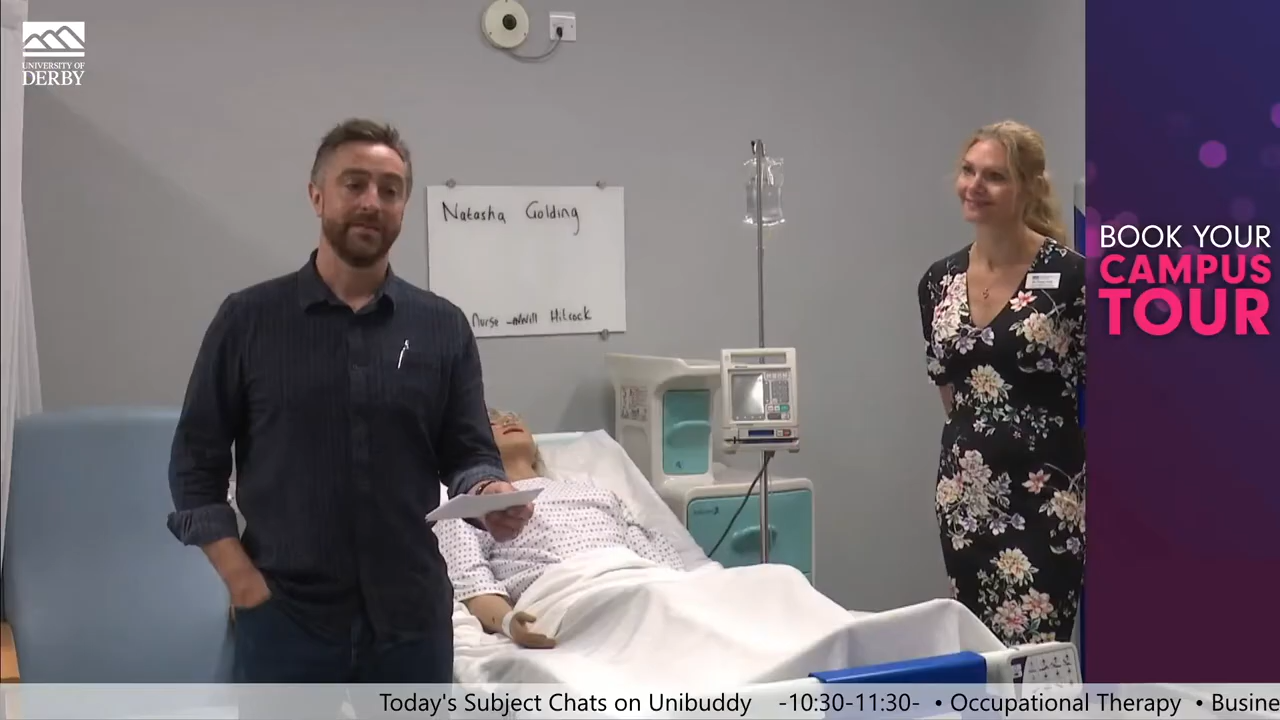 UNIVERSITY OF
DERBY
Natasha Golding
Nurse
Will Hilcock
BOOK YOUR
CAMPUS
TOUR
Today's Subject Chats on Unibuddy -10:30-11:30- • Occupational Therapy • Busine